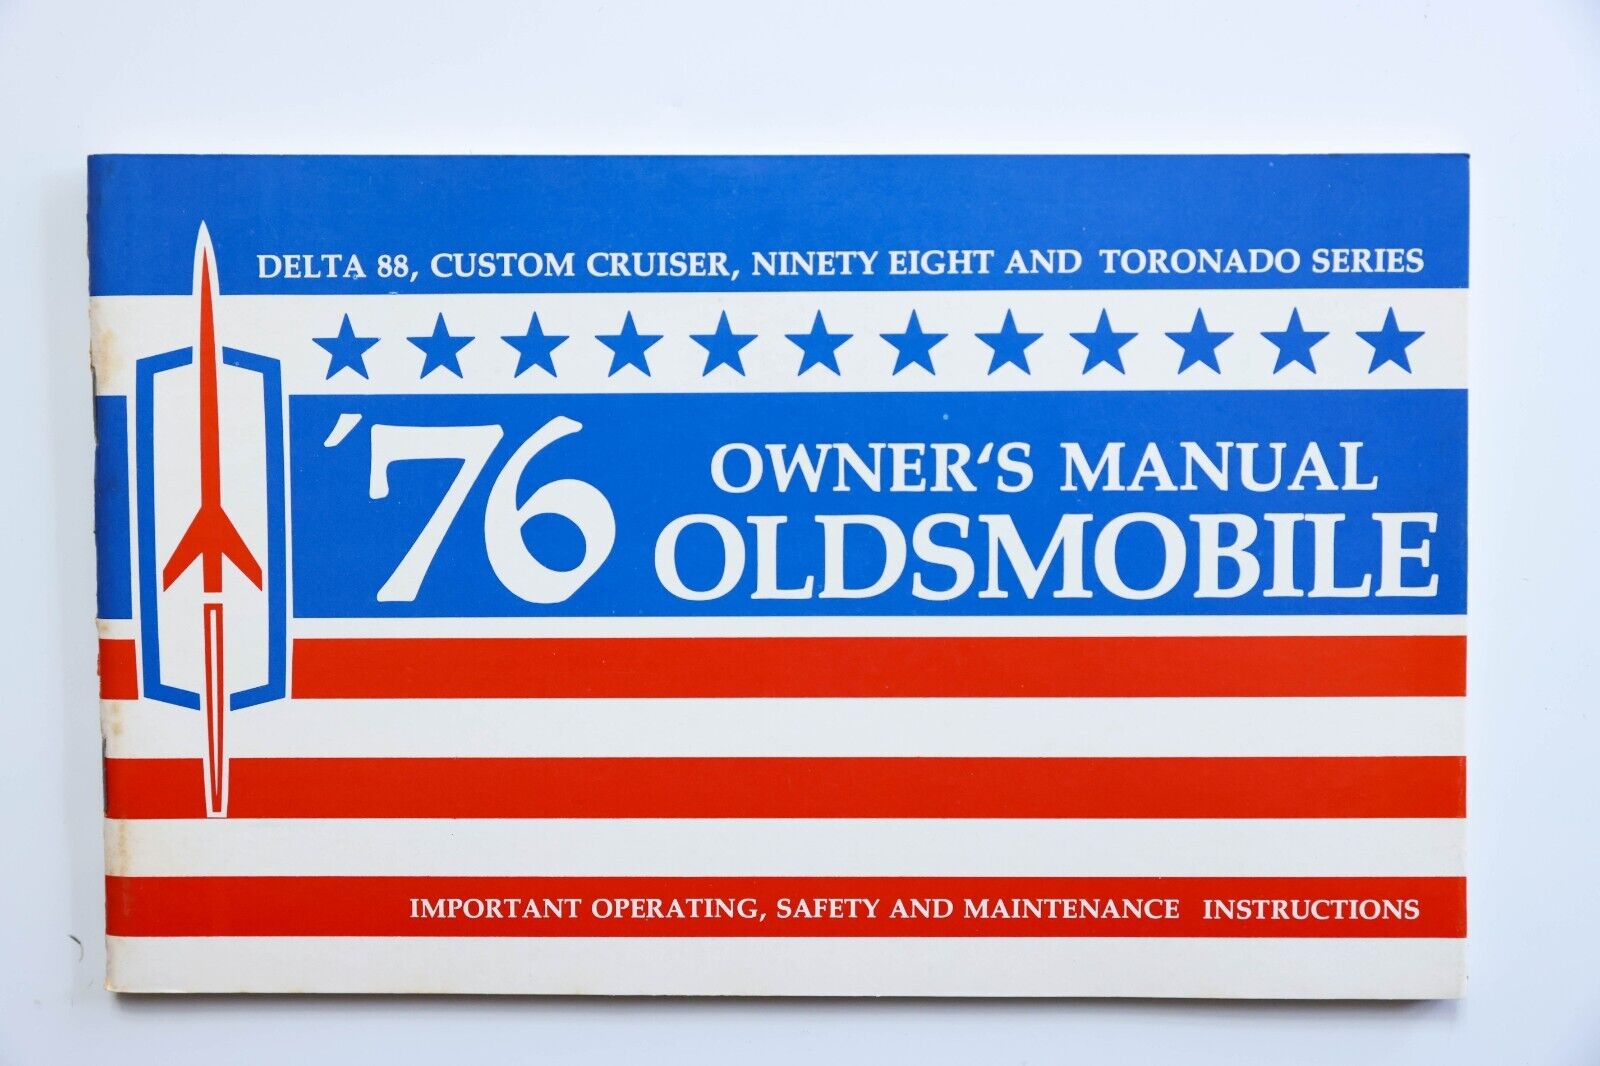 DELTA 88, CUSTOM CRUISER, NINETY EIGHT AND TORONADO SERIES
'76 OWNER'S MANUAL
OLDSMOBILE
IMPORTANT OPERATING, SAFETY AND MAINTENANCE INSTRUCTIONS